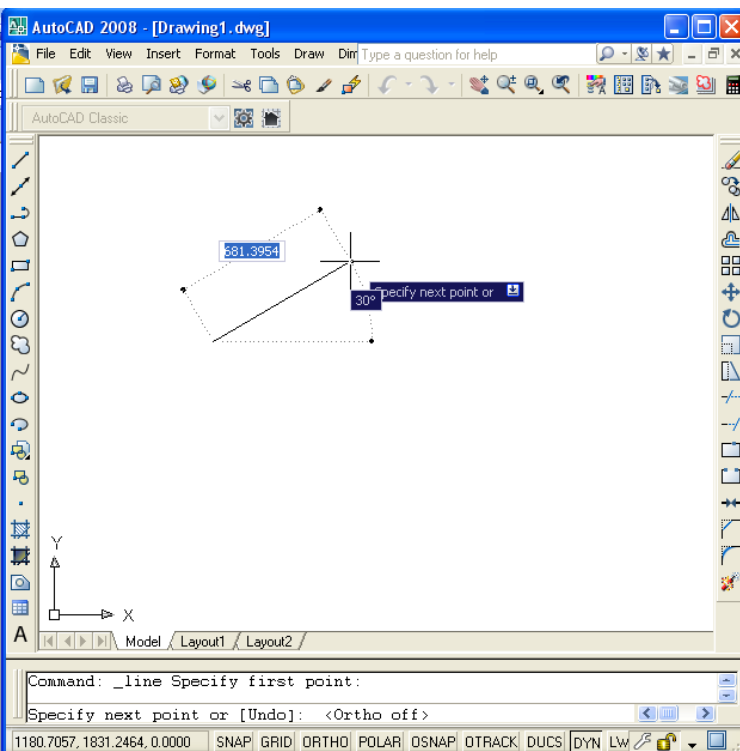 AutoCAD 2008 - [Drawing1.dwg]
File Edit View Insert Format Tools Draw Dim Type a question for help
AutoCAD Classic
681.3954
30° Specify next point or
Y
X
A
Model Layout1 Layout2
Command: _line Specify first point:
Specify next point or [Undo]: <Ortho off>
1180.7057, 1831.2464, 0.0000 SNAP GRID ORTHO POLAR OSNAP OTRACK DUCS DYN LW